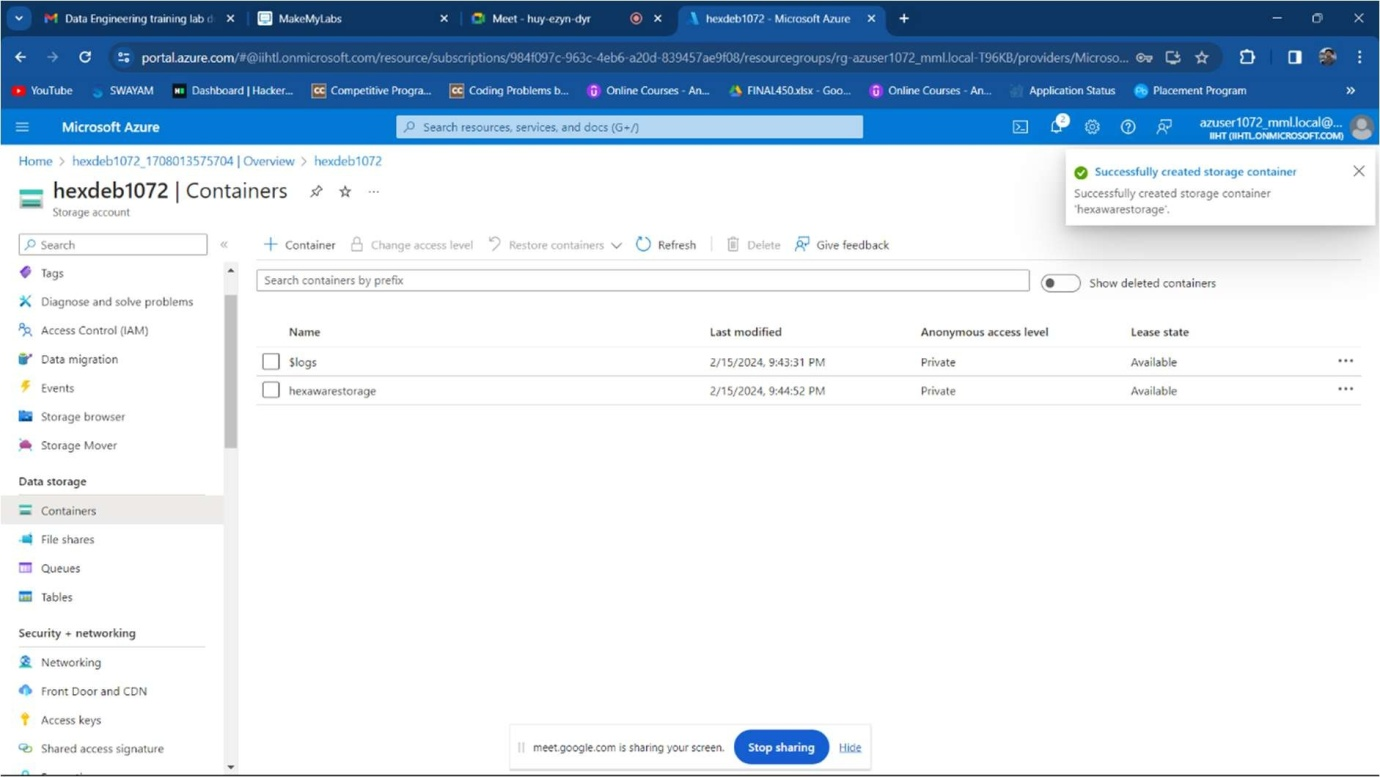 Data Engineering training lab d
MakeMyLabs
Meet - huy-ezyn-dyr
hexdeb1072 - Microsoft Azure
portal.azure.com/#@iihtl.onmicrosoft.com/resource/subscriptions/984f097c-963c-4eb6-a20d-839457ae9f08/resourcegroups/rg-azuser1072_mml.local-T96KB/providers/Microso...
YouTube
SWAYAM
Dashboard | Hacker...
Competitive Progra...
Coding Problems b...
Online Courses - An...
FINAL450.xlsx - Goo...
Online Courses - An...
Application Status
Placement Program
Microsoft Azure
Search resources, services, and docs (G+/)
2
azuser1072_mml.local@...
IIHT (IIHTL.ONMICROSOFT.COM)
Home > hexdeb1072_1708013575704 | Overview > hexdeb1072
hexdeb1072 | Containers
Storage account
Successfully created storage container
Successfully created storage container
'hexawarestorage'.
Search
Container
Change access level
Restore containers
Refresh
Delete
Give feedback
Search containers by prefix
Show deleted containers
Tags
Diagnose and solve problems
Access Control (IAM)
Data migration
Events
Storage browser
Storage Mover
Data storage
Containers
File shares
Queues
Tables
Security + networking
Networking
Front Door and CDN
Access keys
Shared access signature
Name Last modified Anonymous access level Lease state
$logs 2/15/2024, 9:43:31 PM Private Available
hexawarestorage 2/15/2024, 9:44:52 PM Private Available
meet.google.com is sharing your screen. Stop sharing Hide